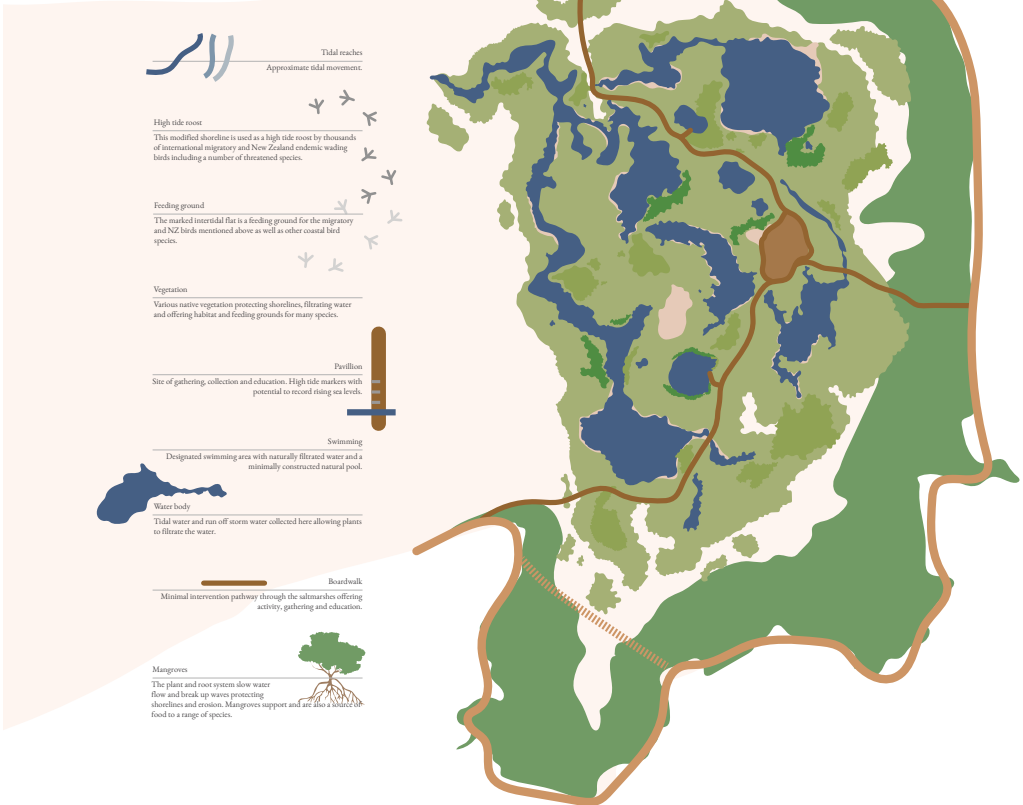 Tidal reaches
Approximate tidal movement.
High tide roost
This modified shoreline is used as a high tide roost by thousands
of international migratory and New Zealand endemic wading
birds including a number of threatened species.
Feeding ground
The marked intertidal flat is a feeding ground for the migratory
and NZ birds mentioned above as well as other coastal bird
species.
Vegetation
Various native vegetation protecting shorelines, filtrating water
and offering habitat and feeding grounds for many species.
Pavillion
Site of gathering, collection and education. High tide markers with
potential to record rising sea levels.
Swimming
Designated swimming area with naturally filtrated water and a
minimally constructed natural pool.
Water body
Tidal water and run off storm water collected here allowing plants
to filtrate the water.
Boardwalk
Minimal intervention pathway through the saltmarshes offering
activity, gathering and education.
Mangroves
The plant and root system slow water
flow and break up waves protecting
shorelines and erosion. Mangroves support and are also a source of
food to a range of species.